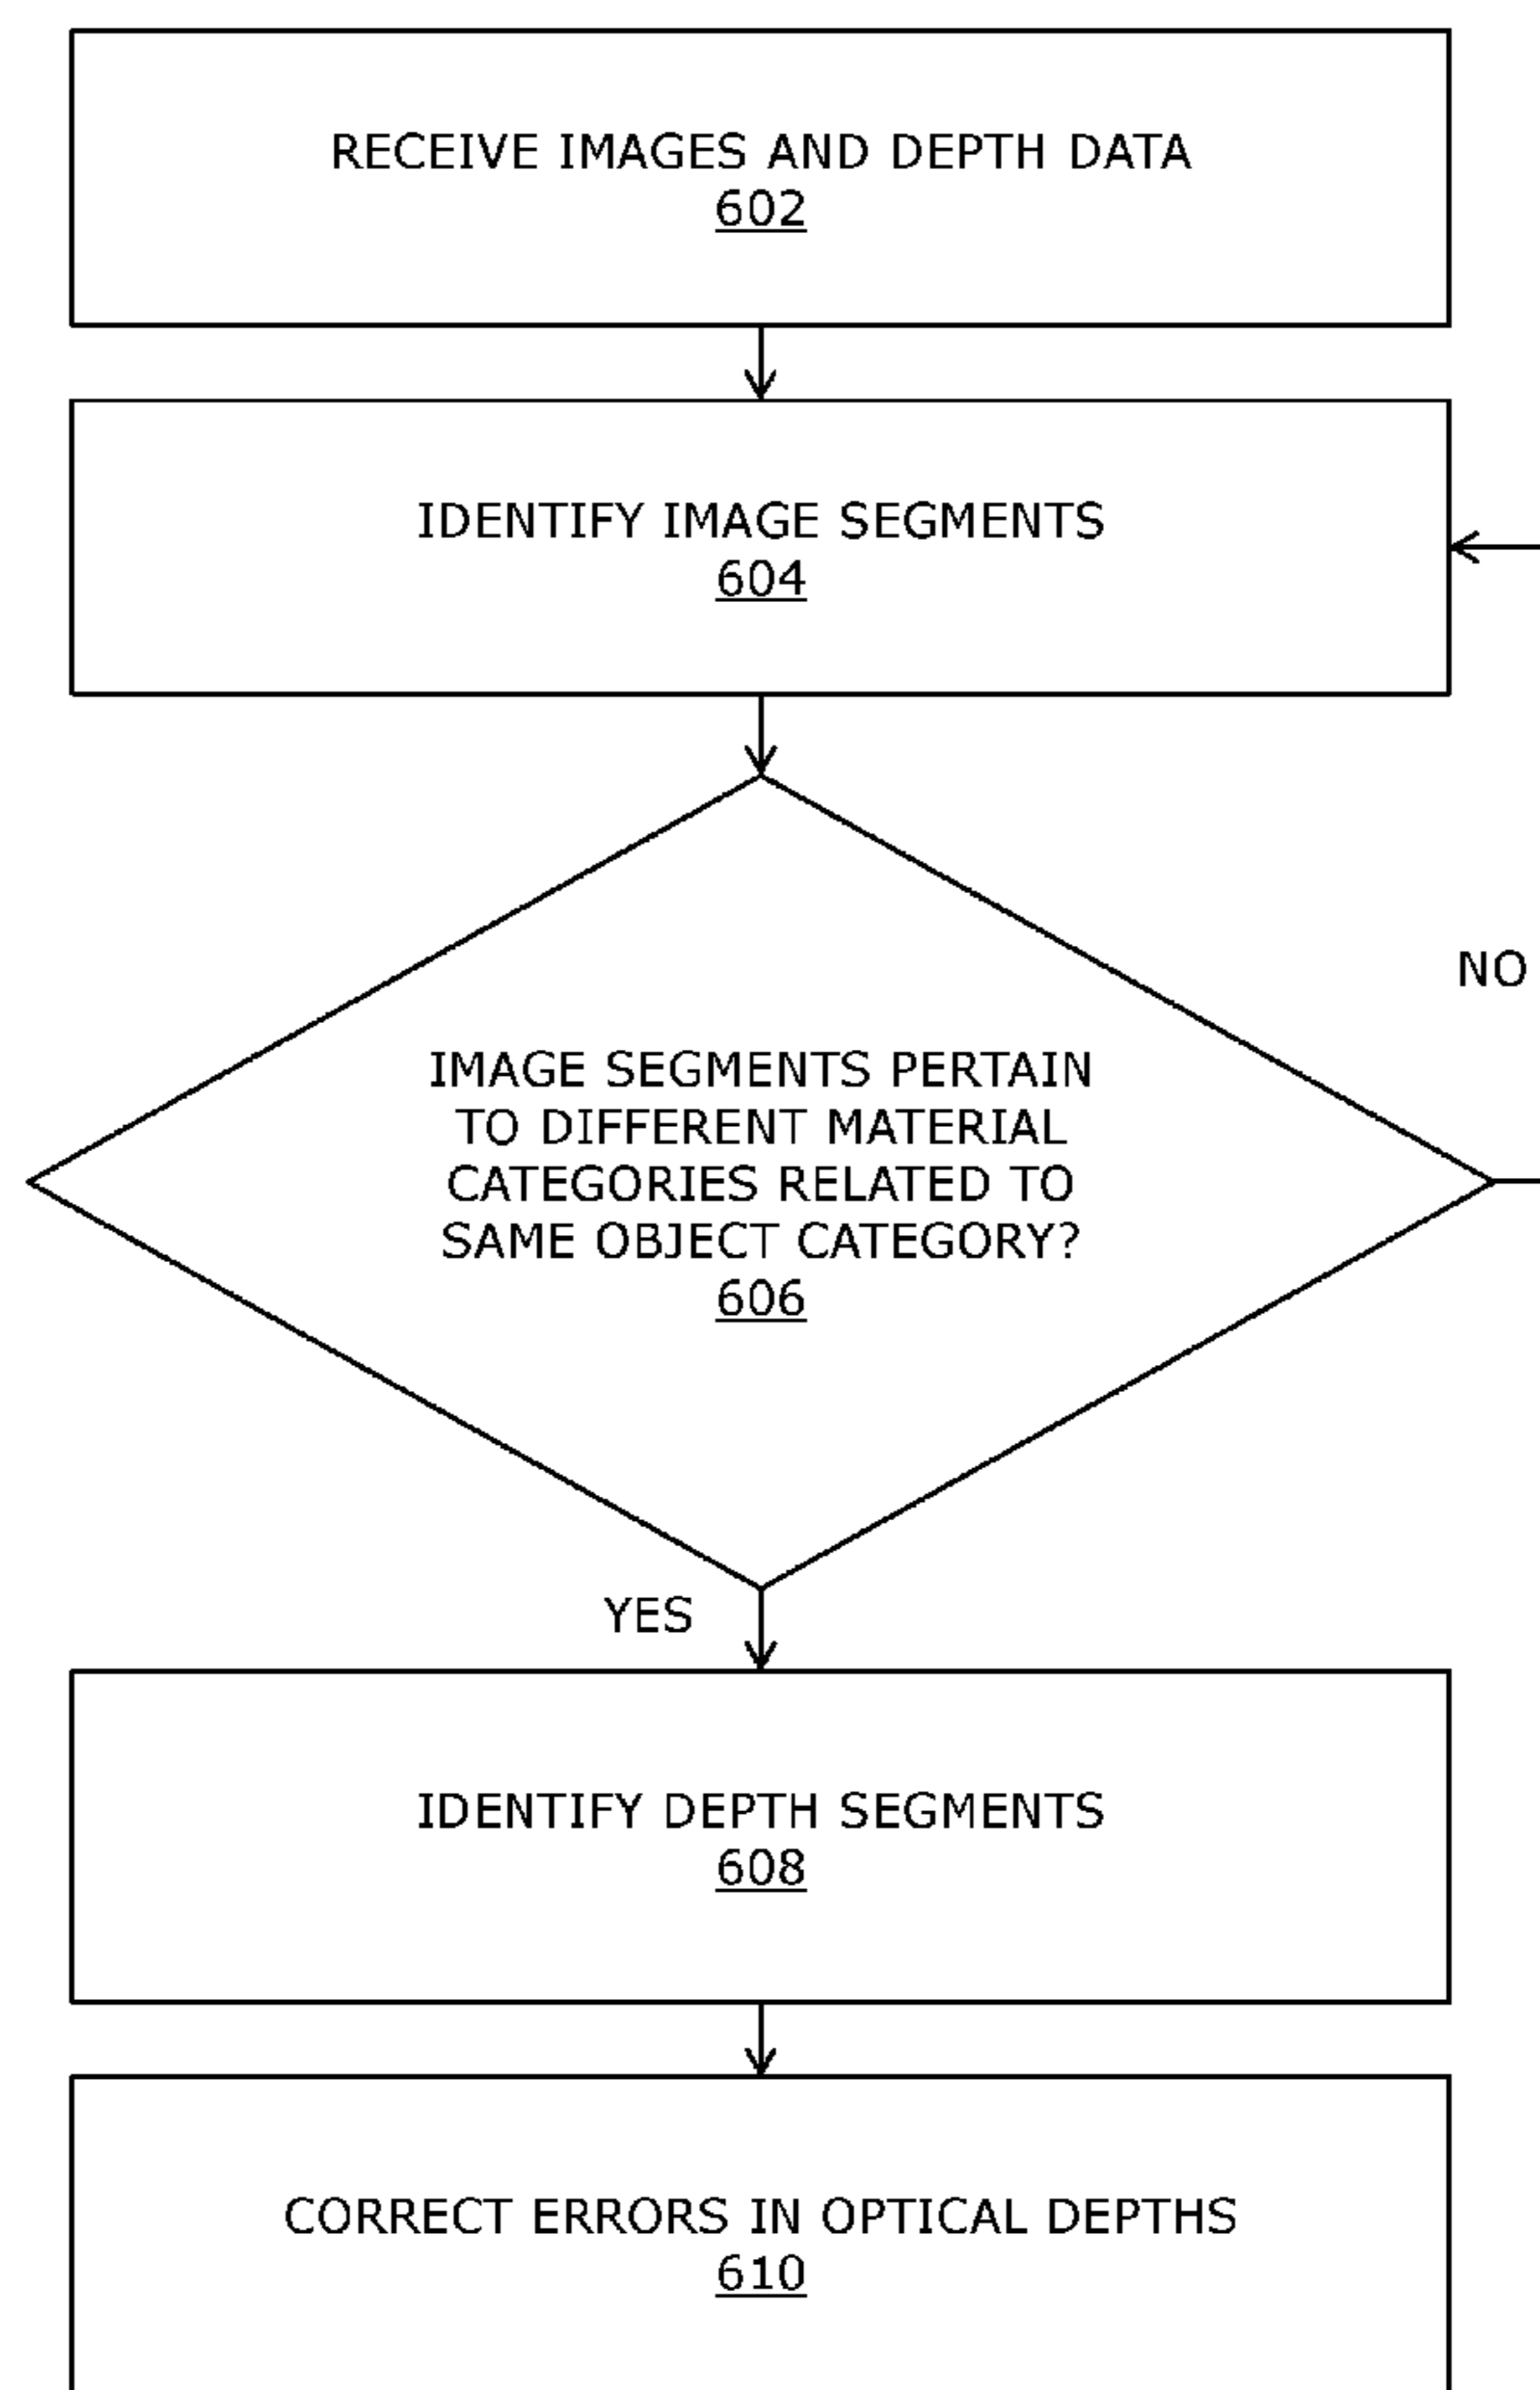 RECEIVE IMAGES AND DEPTH DATA
602
IDENTIFY IMAGE SEGMENTS
604
NO
IMAGE SEGMENTS PERTAIN
TO DIFFERENT MATERIAL
CATEGORIES RELATED TO
SAME OBJECT CATEGORY?
606
YES
IDENTIFY DEPTH SEGMENTS
608
CORRECT ERRORS IN OPTICAL DEPTHS
610